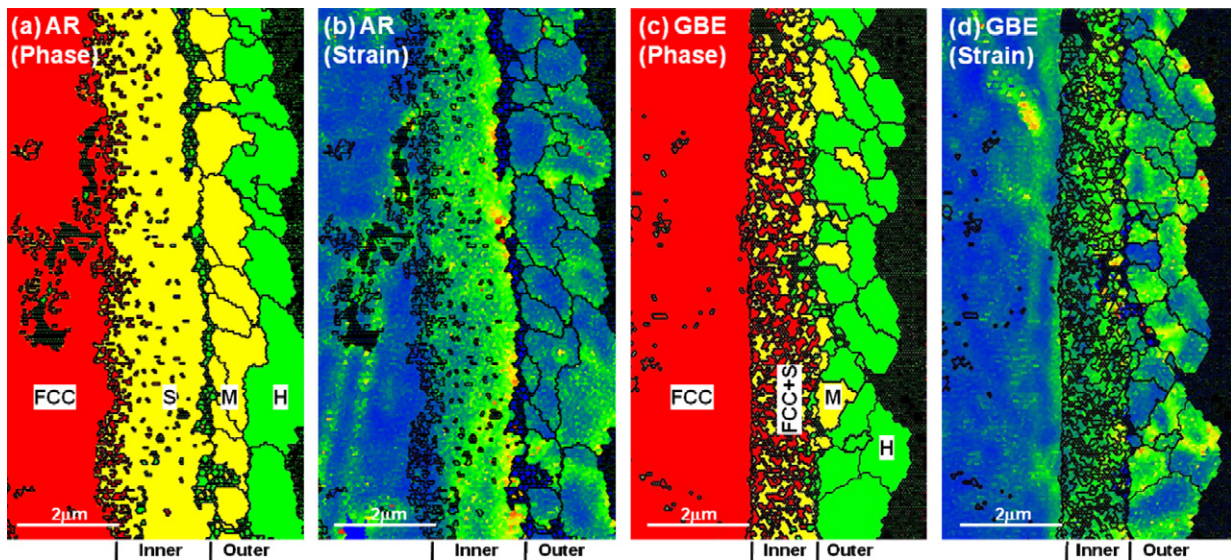 (a) AR
(Phase)
FCC
S
M
H
2μm
Inner
Outer
(b) AR
(Strain)
2μm
Inner
Outer
(c) GBE
(Phase)
FCC
FCC+S
M
H
2μm
Inner
Outer
(d) GBE
(Strain)
2μm
Inner
Outer